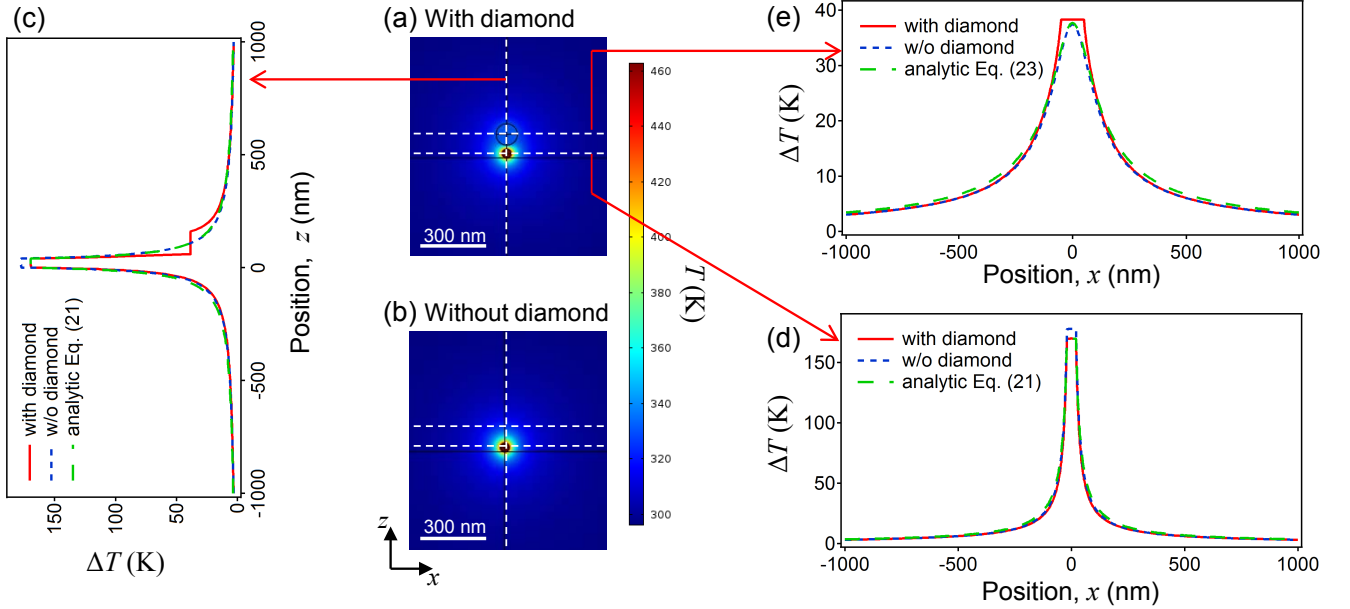 (c)
1000
500
0
-500
-1000
Position, z (nm)
150
100
50
0
ΔT (K)
with diamond
w/o diamond
analytic Eq. (21)
(a) With diamond
300 nm
(b) Without diamond
300 nm
z
x
460
440
420
400
380
360
340
320
300
T (K)
(e)
with diamond
w/o diamond
analytic Eq. (23)
40
30
20
10
0
ΔT (K)
-1000
-500
0
500
1000
Position, x (nm)
(d)
with diamond
w/o diamond
analytic Eq. (21)
150
100
50
0
ΔT (K)
-1000
-500
0
500
1000
Position, x (nm)